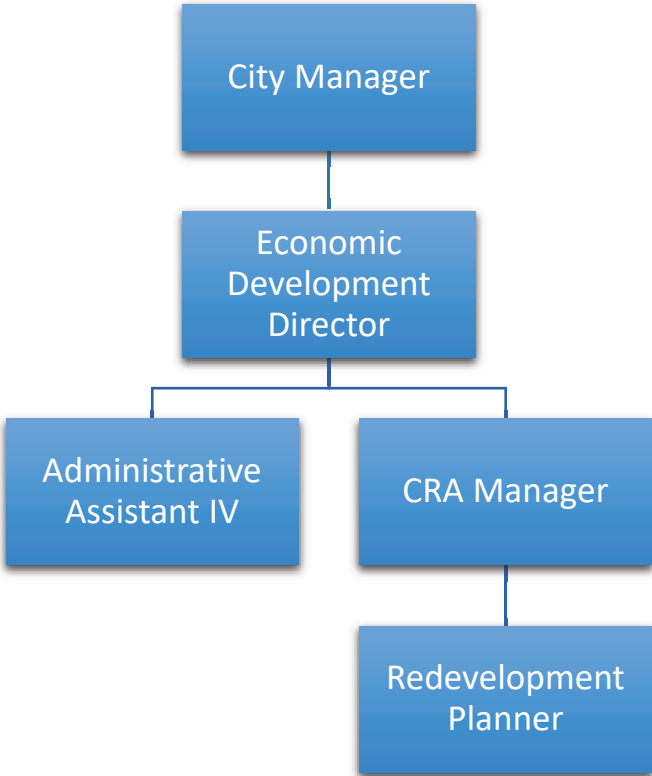 City Manager
Economic
Development
Director
Administrative
Assistant IV
CRA Manager
Redevelopment
Planner